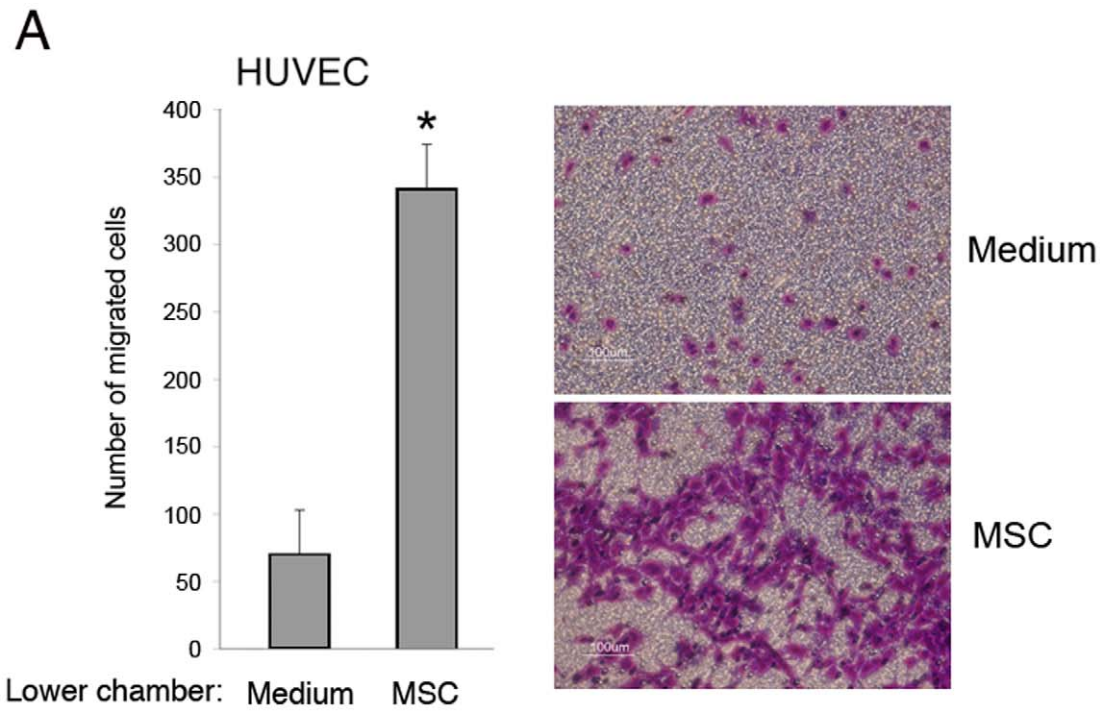 A
HUVEC
*
400
350
300
250
200
150
100
50
0
Number of migrated cells
Lower chamber: Medium MSC
100um
Medium
100um
MSC